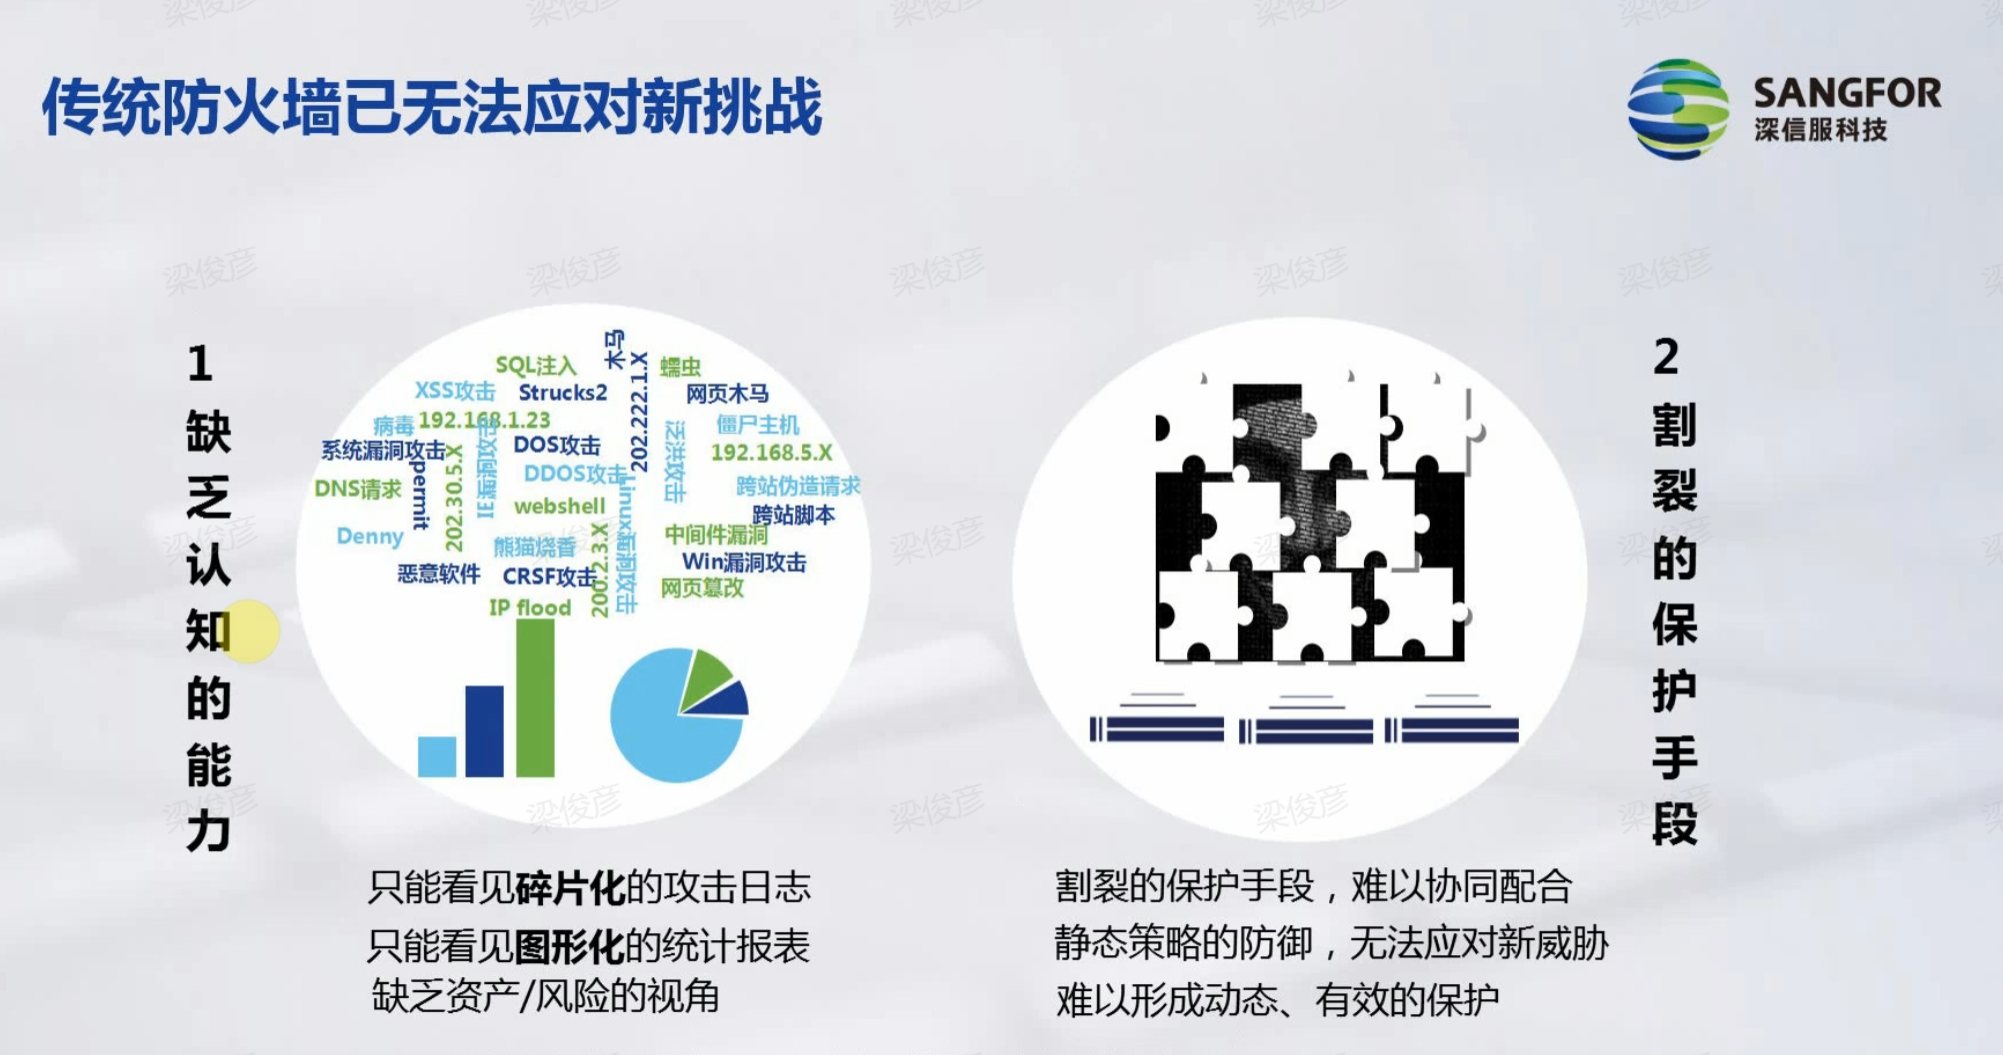 传统防火墙已无法应对新挑战
SANGFOR
深信服科技
1
缺乏认知的能力
木马
SQL注入
蠕虫
XSS攻击
Strucks2
202.222.1.X
网页木马
病毒
192.168.1.23
僵尸主机
系统漏洞攻击
DOS攻击
192.168.5.X
泛洪攻击
IE漏洞攻击
DDOS攻击
DNS请求
permit
202.30.5.X
webshell
Linux漏洞攻击
跨站伪造请求
跨站脚本
Denny
熊猫烧香
中间件漏洞
恶意软件
CRSF攻击
200.2.3.X
Win漏洞攻击
网页篡改
IP flood
只能看见碎片化的攻击日志
只能看见图形化的统计报表
缺乏资产/风险的视角
2
割裂的保护手段
割裂的保护手段，难以协同配合
静态策略的防御，无法应对新威胁
难以形成动态、有效的保护
梁俊彦